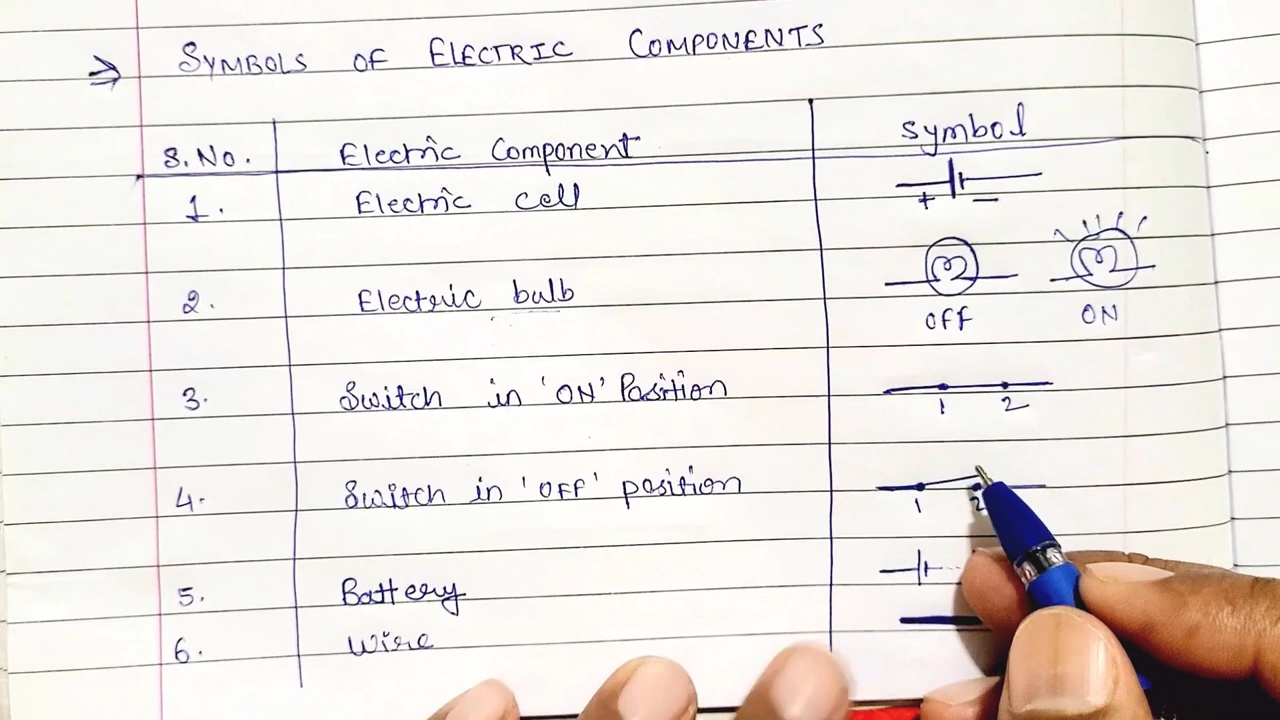 SYMBOLS OF ELECTRIC COMPONENTS
S.No. Electric Component Symbol
1. Electric cell + −
2. Electric bulb
OFF ON
3. Switch in 'ON' Position
1 2
4. Switch in 'OFF' position
1 2
5. Battery
6. Wire